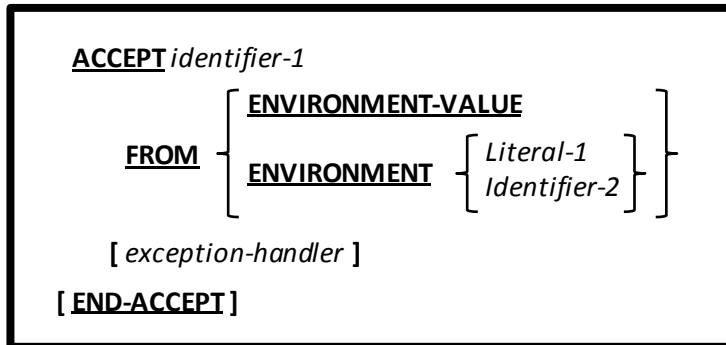 ACCEPT identifier-1
ENVIRONMENT-VALUE
FROM
ENVIRONMENT
Literal-1
Identifier-2
[ exception-handler ]
[ END-ACCEPT ]